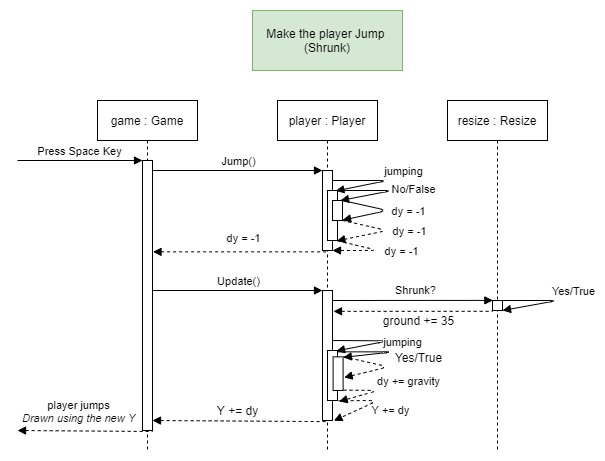 Make the player Jump
(Shrunk)
game : Game
player : Player
resize : Resize
Press Space Key
Jump()
jumping
No/False
dy = -1
dy = -1
dy = -1
dy = -1
Update()
Shrunk?
Yes/True
ground += 35
jumping
Yes/True
dy += gravity
Y += dy
Y += dy
player jumps
Drawn using the new Y